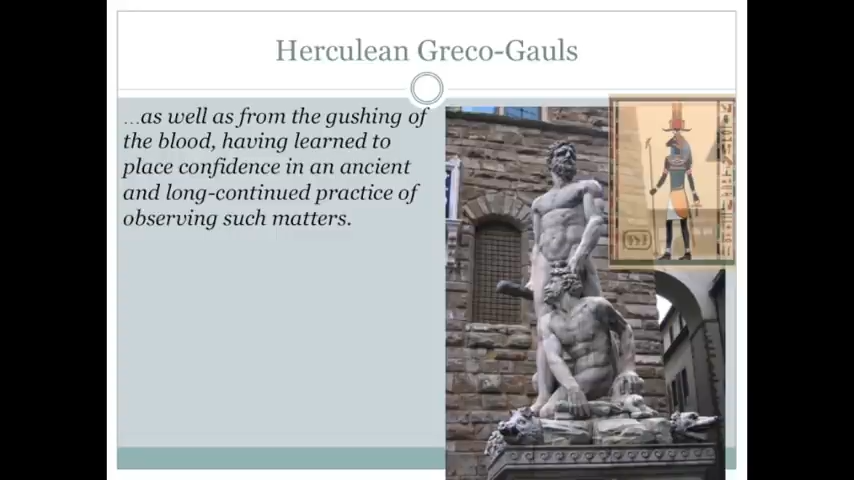 Herculean Greco-Gauls
...as well as from the gushing of
the blood, having learned to
place confidence in an ancient
and long-continued practice of
observing such matters.